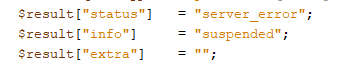 $result["status"]   = "server_error";
$result["info"]     = "suspended";
$result["extra"]    = "";